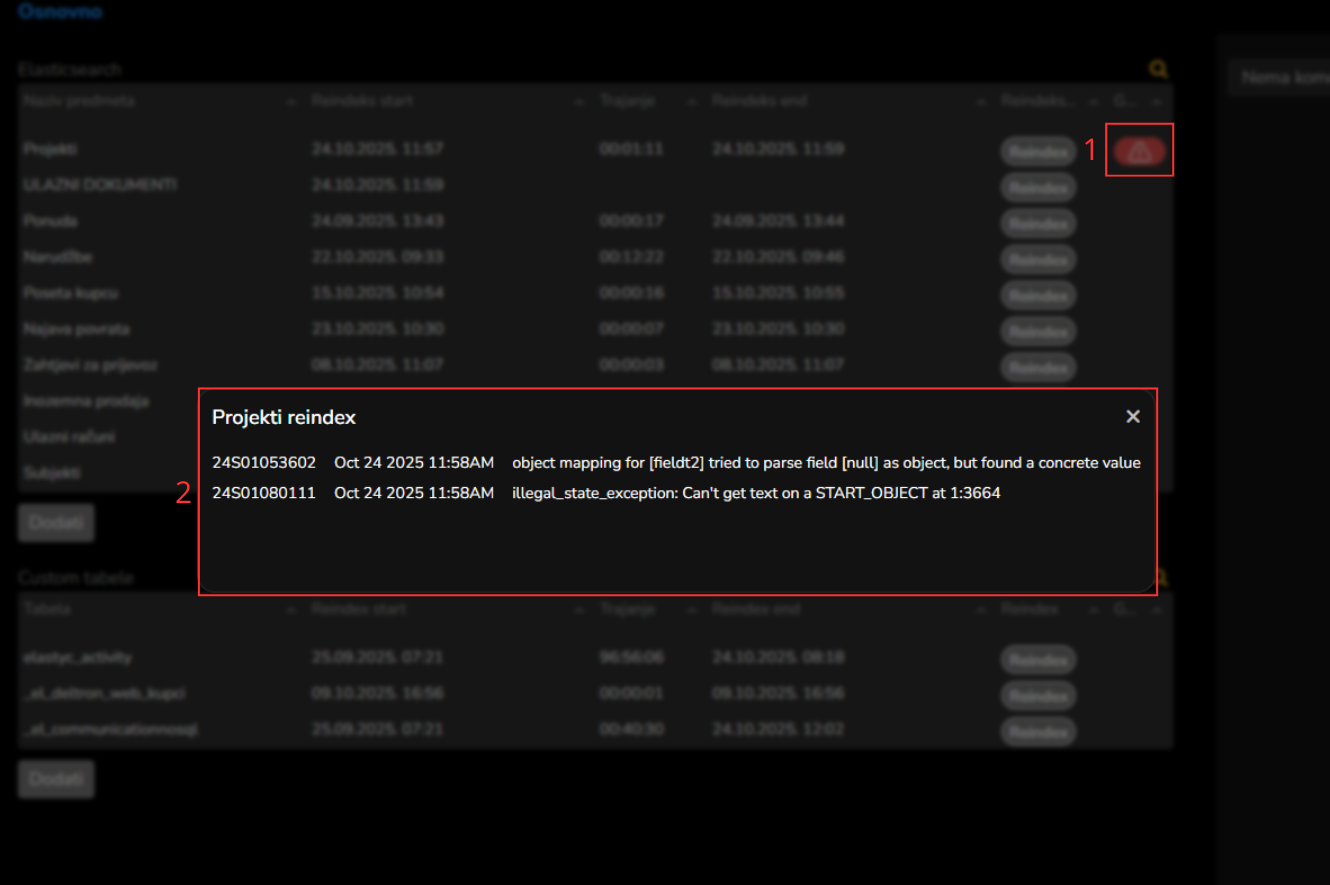 Osnovno
Elasticsearch
Nema
Naziv predmeta Reindeks start Trajanje Reindeks end Reindeks... G...
Projekti 24.10.2025. 11:57 00:01:11 24.10.2025. 11:59 Reindex 1
ULAZNI DOKUMENTI 24.10.2025. 11:59 Reindex
Ponuda 24.09.2025. 13:43 00:00:17 24.09.2025. 13:44 Reindex
Narudžbe 22.10.2025. 09:33 00:12:22 22.10.2025. 09:46 Reindex
Poseta kupcu 15.10.2025. 10:54 00:00:16 15.10.2025. 10:55 Reindex
Najava povrata 23.10.2025. 10:30 00:00:07 23.10.2025. 10:30 Reindex
Zahtjevi za prijevoz 08.10.2025. 11:07 00:00:03 08.10.2025. 11:07 Reindex
Inozemna prodaja
Ulazni računi
Subjekti
Projekti reindex
24S01053602 Oct 24 2025 11:58AM object mapping for [fieldt2] tried to parse field [null] as object, but found a concrete value
2 24S01080111 Oct 24 2025 11:58AM illegal_state_exception: Can't get text on a START_OBJECT at 1:3664
Dodati
Custom tabele
Tabela Reindex start Trajanje Reindex end Reindex G...
elastyc_activity 25.09.2025. 07:21 96:56:06 24.10.2025. 08:18 Reindex
_el_deltron_web_kupci 09.10.2025. 16:56 00:00:01 09.10.2025. 16:56 Reindex
_el_communicationnosql 25.09.2025. 07:21 00:40:30 24.10.2025. 12:02 Reindex
Dodati